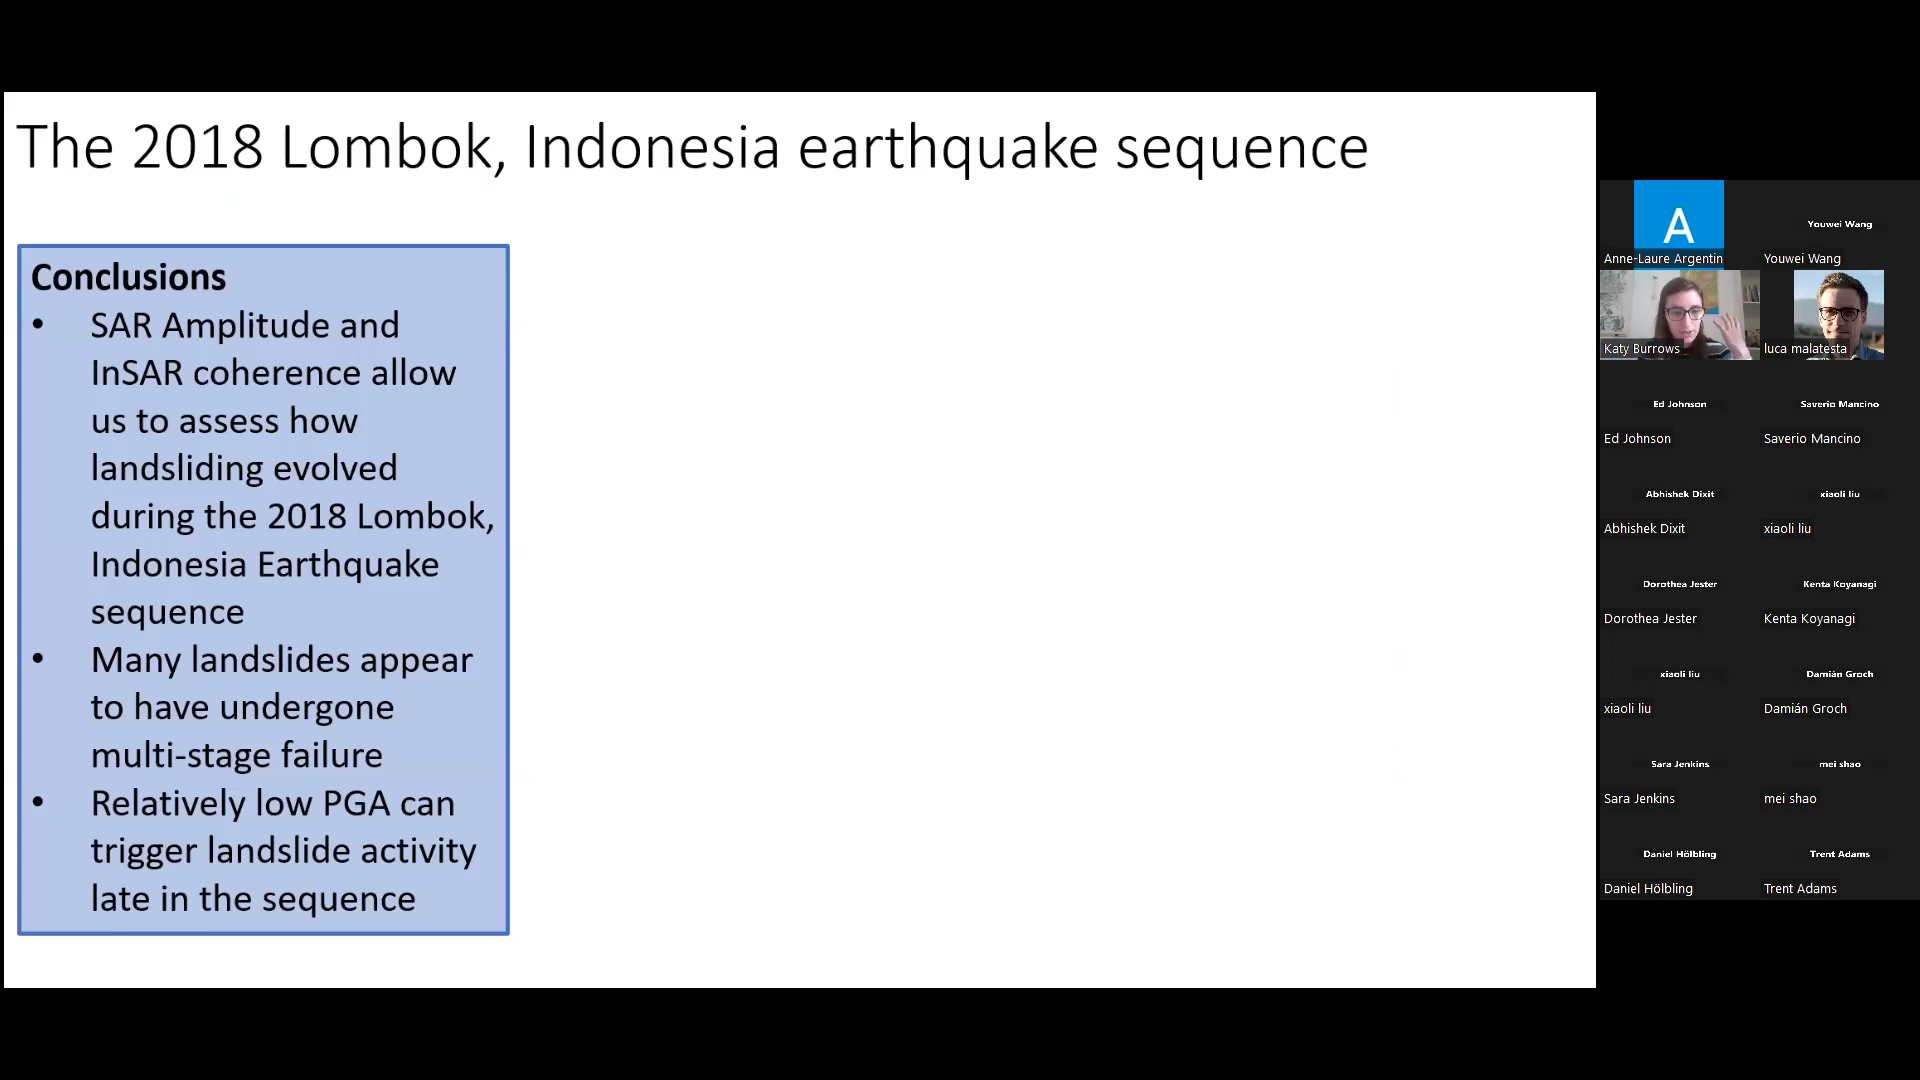 The 2018 Lombok, Indonesia earthquake sequence
Conclusions
• SAR Amplitude and
InSAR coherence allow
us to assess how
landsliding evolved
during the 2018 Lombok,
Indonesia Earthquake
sequence
• Many landslides appear
to have undergone
multi-stage failure
• Relatively low PGA can
trigger landslide activity
late in the sequence
A
Anne-Laure Argentin
Youwei Wang
Youwei Wang
Katy Burrows
luca malatesta
Ed Johnson
Ed Johnson
Saverio Mancino
Saverio Mancino
Abhishek Dixit
Abhishek Dixit
xiaoli liu
xiaoli liu
Dorothea Jester
Dorothea Jester
Kenta Koyanagi
Kenta Koyanagi
xiaoli liu
xiaoli liu
Damián Groch
Damián Groch
Sara Jenkins
Sara Jenkins
mei shao
mei shao
Daniel Hölbling
Daniel Hölbling
Trent Adams
Trent Adams